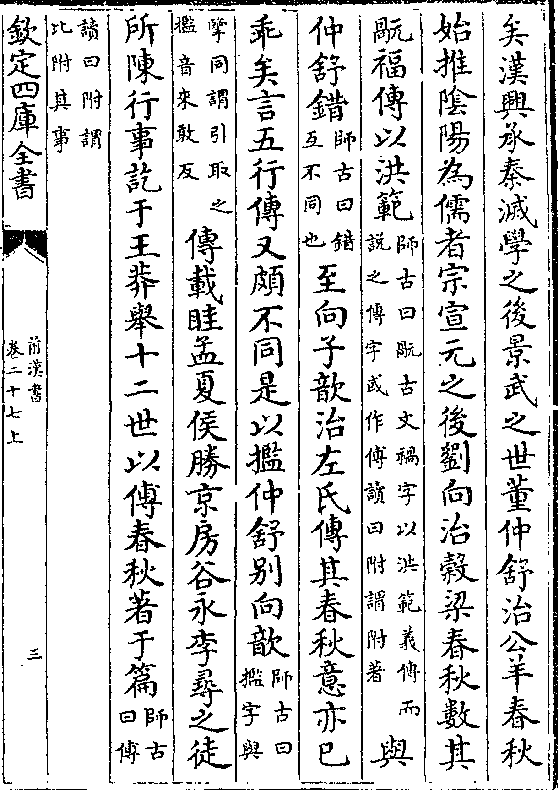 矣漢興承秦滅學之後景武之世董仲舒治公羊春秋
始推隂陽為儒者宗宣元之後劉向治榖梁春秋數其
旤福傳以洪範師古曰旤古文禍字以洪範義傳而說之傳字或作傅讀曰附謂附著與
仲舒錯師古曰錯互不同也至向子歆治左氏傳其春秋意亦已
乖矣言五行傳又頗不同是以㩜仲舒别向歆師古曰㩜字與
擥同謂引取之㩜音來敢反傳載眭孟夏侯勝京房谷永李尋之徒
所陳行事訖于王莽舉十二世以傅春秋著于篇師古曰傅
讀曰附謂比附其事
欽定四庫全書
前漢書
卷二十七上
三